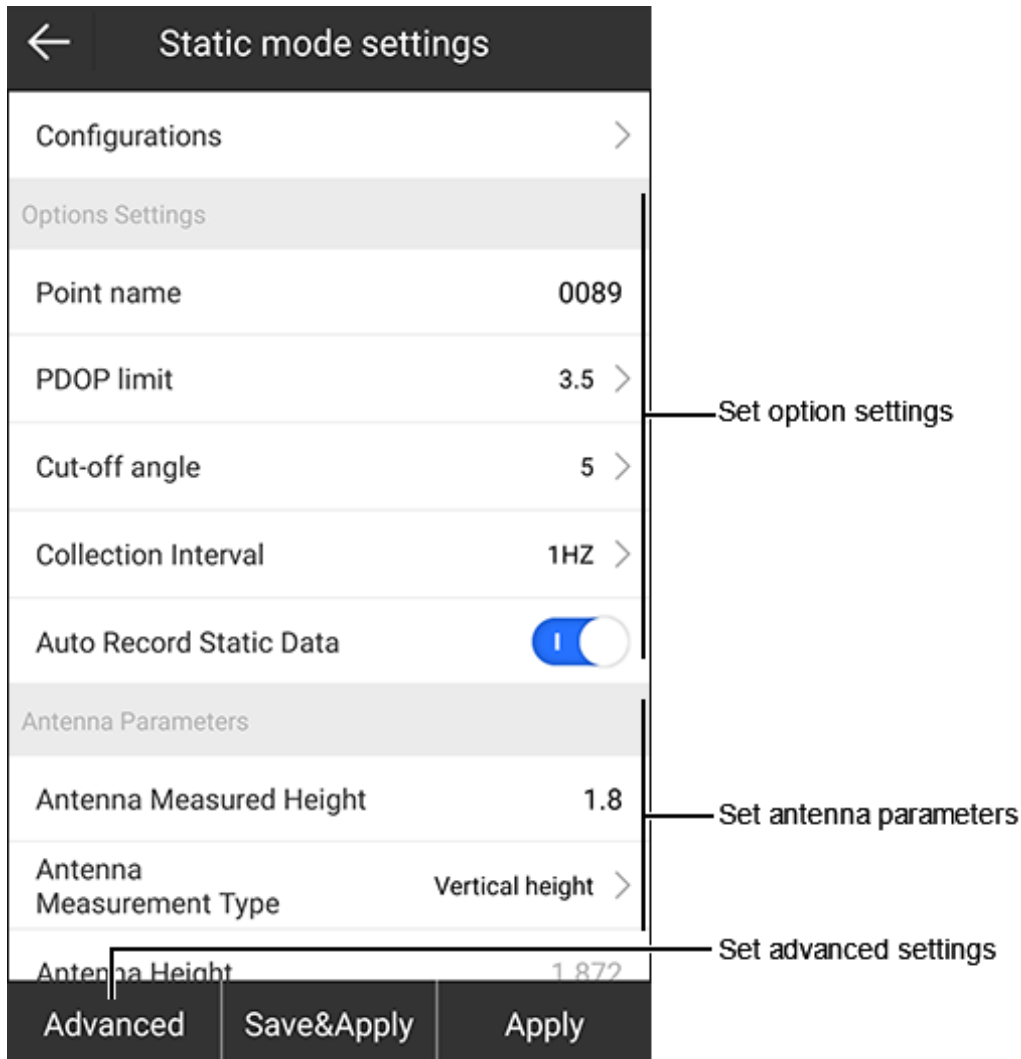 Static mode settings
Configurations
Options Settings
Point name 0089
PDOP limit 3.5
Set option settings
Cut-off angle 5
Collection Interval 1HZ
Auto Record Static Data
Antenna Parameters
Antenna Measured Height 1.8
Set antenna parameters
Antenna
Measurement Type Vertical height
Set advanced settings
Antenna Height 1.872
Advanced Save&Apply Apply